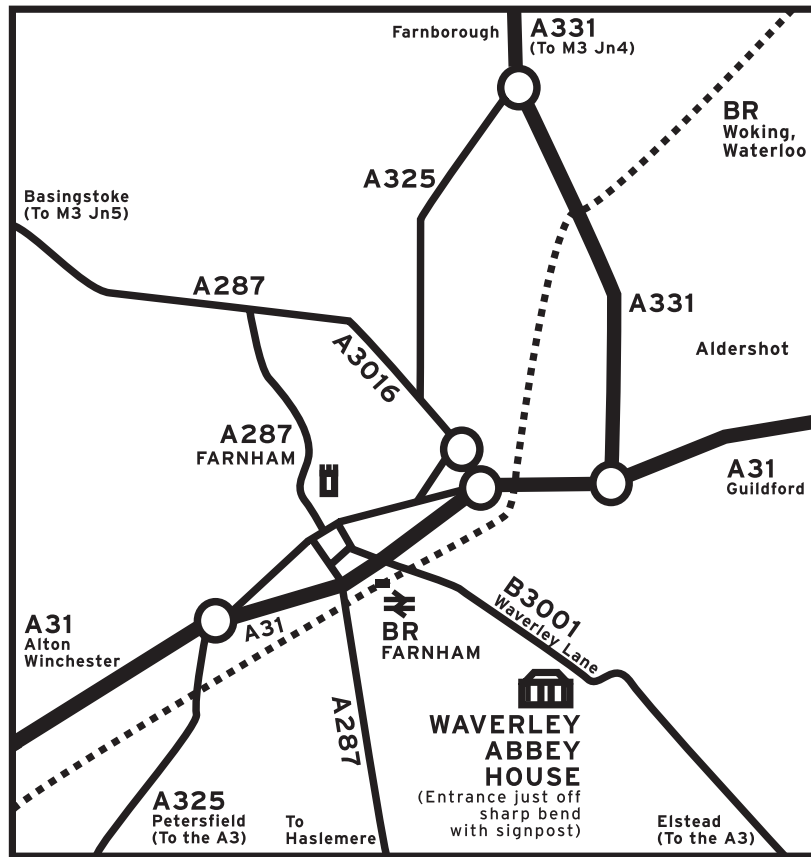 Farnborough
A331
(To M3 Jn4)
BR
Woking,
Waterloo
A325
Basingstoke
(To M3 Jn5)
A287
A331
A3016
Aldershot
A287
FARNHAM
A31
Guildford
B3001
Waverley Lane
A31
Alton
Winchester
A31
BR
FARNHAM
A287
WAVERLEY
ABBEY
HOUSE
(Entrance just off
sharp bend
with signpost)
A325
Petersfield
(To the A3)
To
Haslemere
Elstead
(To the A3)